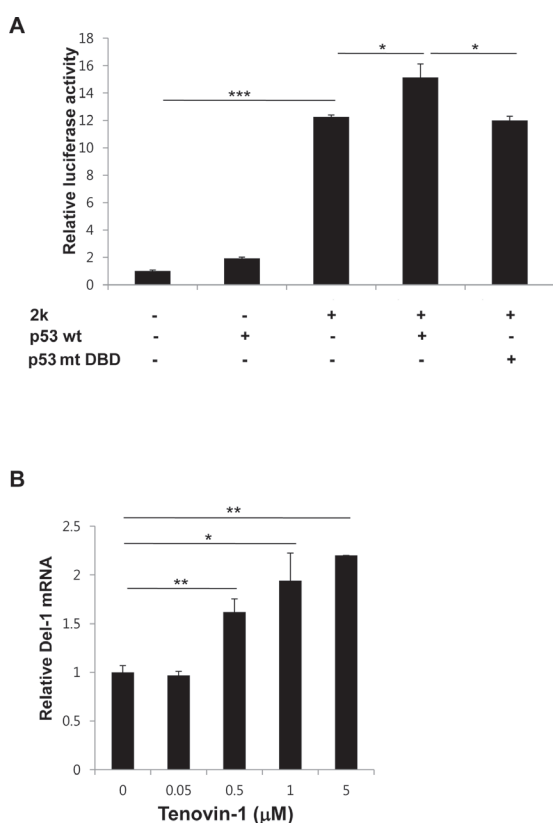 A
Relative luciferase activity
18
16
14
12
10
8
6
4
2
0
***
*
*
2k - - + + +
p53 wt - + - + -
p53 mt DBD - - - - +
B
Relative Del-1 mRNA
2.5
2
1.5
1
0.5
0
**
*
**
0 0.05 0.5 1 5
Tenovin-1 (μM)